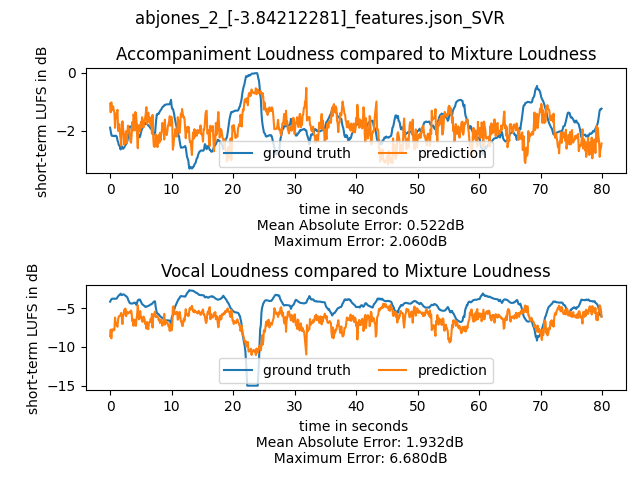 abjones_2_[-3.84212281]_features.json_SVR
Accompaniment Loudness compared to Mixture Loudness
short-term LUFS in dB
0
−2
ground truth
prediction
0 10 20 30 40 50 60 70 80
time in seconds
Mean Absolute Error: 0.522dB
Maximum Error: 2.060dB
Vocal Loudness compared to Mixture Loudness
short-term LUFS in dB
−5
−10
−15
ground truth
prediction
0 10 20 30 40 50 60 70 80
time in seconds
Mean Absolute Error: 1.932dB
Maximum Error: 6.680dB